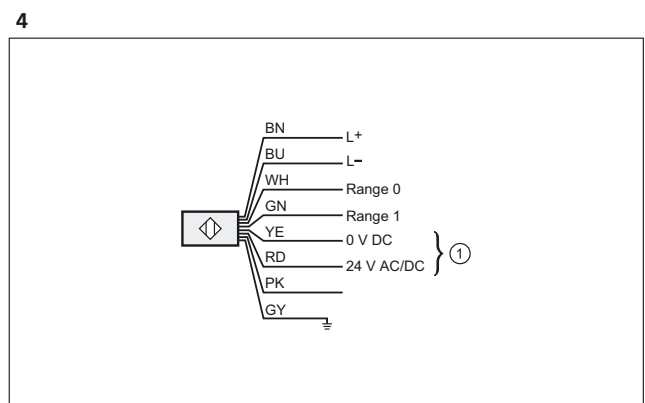 4
BN L+
BU L–
WH Range 0
GN Range 1
YE 0 V DC
RD 24 V AC/DC
①
PK
GY